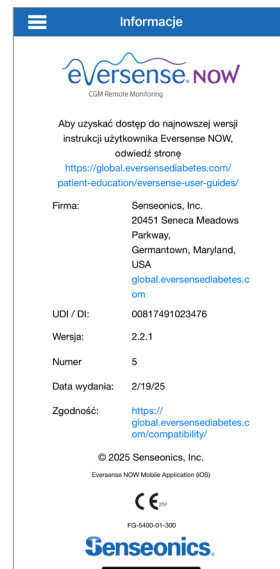 Informacje
eversense® NOW
CGM Remote Monitoring
Aby uzyskać dostęp do najnowszej wersji
instrukcji użytkownika Eversense NOW,
odwiedź stronę
https://global.eversensediabetes.com/
patient-education/eversense-user-guides/
Firma: Senseonics, Inc.
20451 Seneca Meadows
Parkway,
Germantown, Maryland,
USA
global.eversensediabetes.c
om
UDI / DI: 00817491023476
Wersja: 2.2.1
Numer 5
Data wydania: 2/19/25
Zgodność: https://
global.eversensediabetes.c
om/compatibility/
© 2025 Senseonics, Inc.
Eversense NOW Mobile Application (iOS)
CE 2797
FG-5400-01-300
Senseonics®